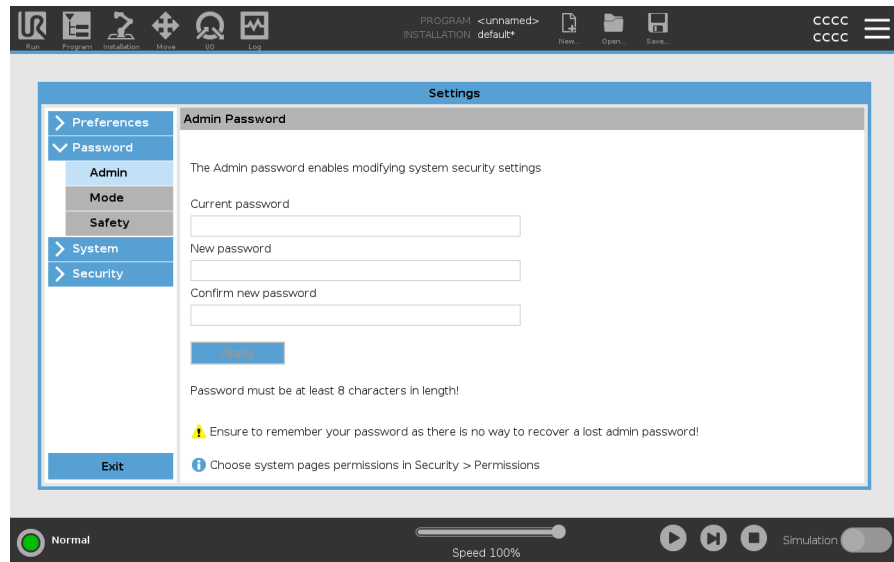 PROGRAM <unnamed>
INSTALLATION default*
Run Program Installation Move I/O Log New... Open... Save...
CCCC
CCCC
Settings
Preferences
Password
Admin
Mode
Safety
System
Security
Exit
Admin Password
The Admin password enables modifying system security settings
Current password
New password
Confirm new password
Apply
Password must be at least 8 characters in length!
Ensure to remember your password as there is no way to recover a lost admin password!
Choose system pages permissions in Security > Permissions
Normal
Speed 100%
Simulation